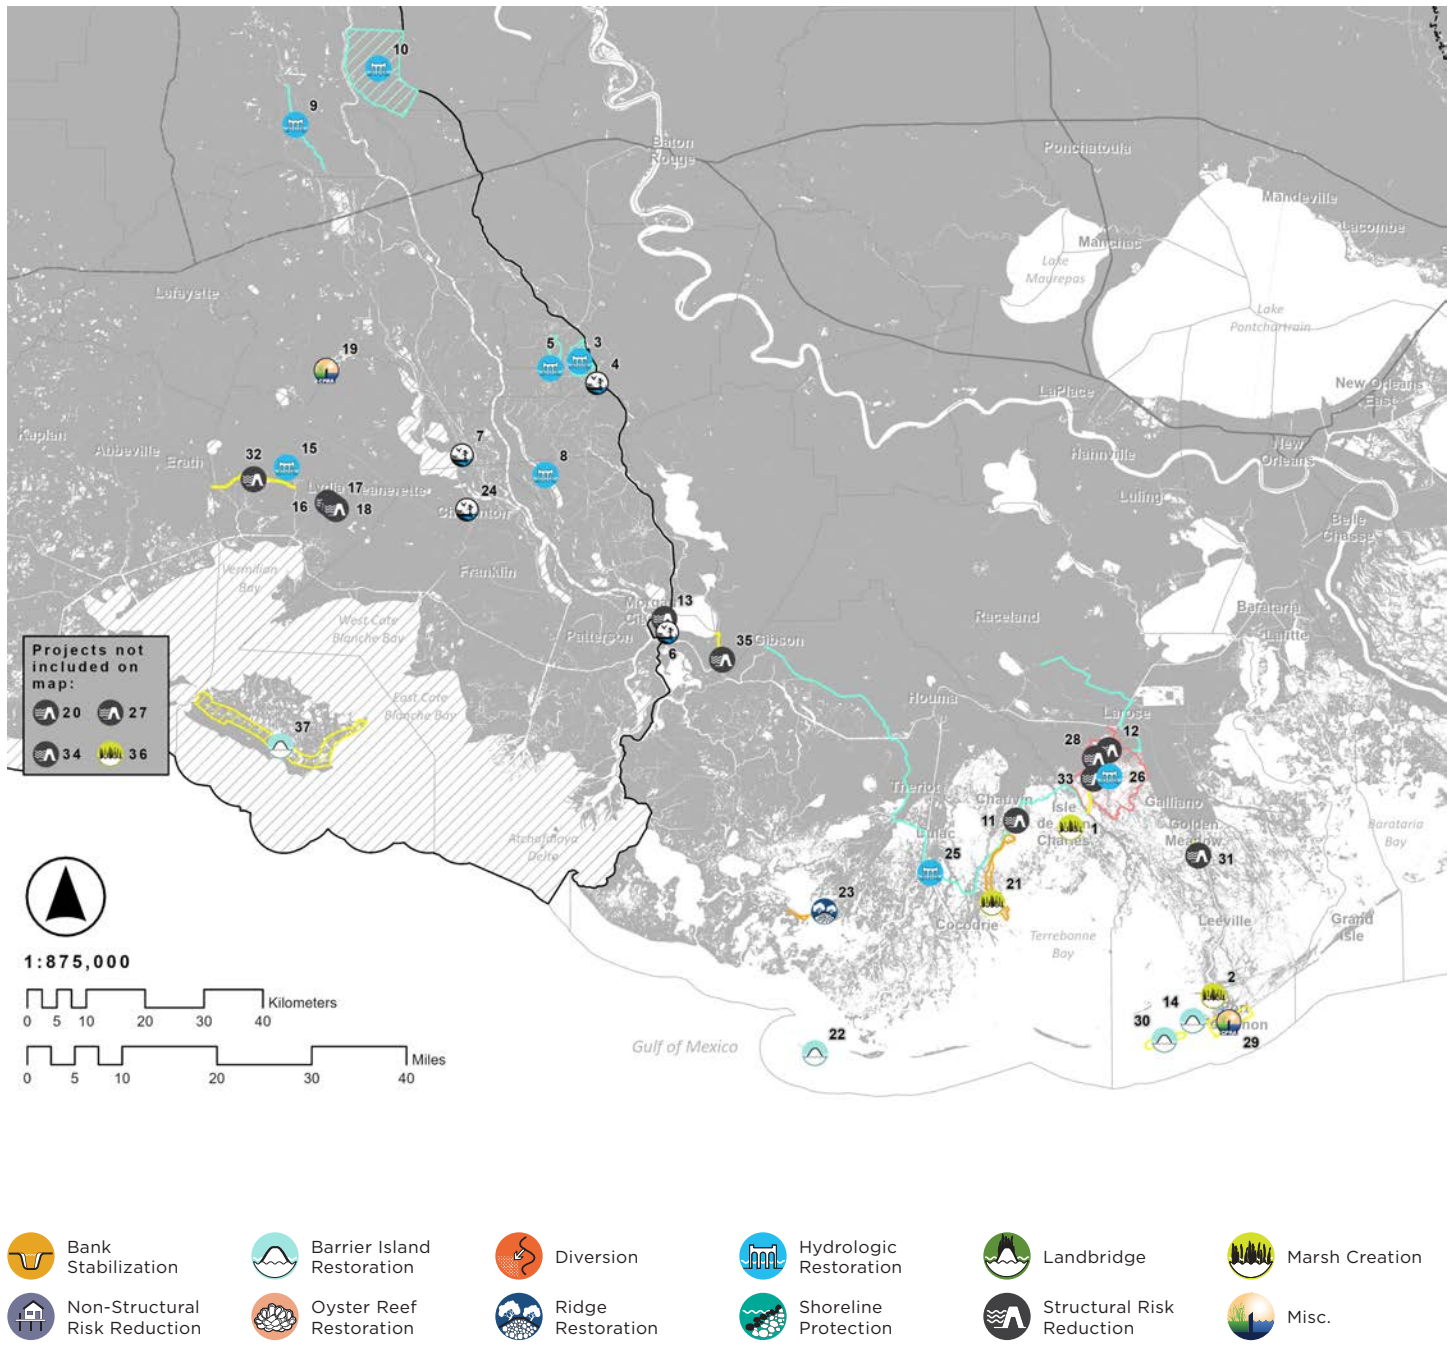 10
9
Baton
Rouge
Ponchatoula
Mandeville
Lacombe
Manchac
Lake
Maurepas
Lake
Pontchartrain
Lafayette
19
5
3
4
LaPlace
New Orleans
East
Kaplan
Abbeville
Erath
32
15
7
8
Hahnville
New
Orleans
Lydia
Jeanerette
16
17
18
24
Luling
Belle
Chasse
Vermilion
Bay
Franklin
West Cote
Blanche Bay
13
6
Patterson
35
Gibson
Raceland
Barataria
Lafitte
Projects not
included on
map:
20
27
34
36
East Cote
Blanche Bay
37
Houma
Larose
12
28
33
26
Theriot
Chauvin
Isle
Charles
1
Galliano
Golden
Meadow
31
Barataria
Bay
11
25
21
23
Atchafalaya
Delta
Cocodrie
Terrebonne
Bay
Leeville
Grand
Isle
2
14
30
29
22
Gulf of Mexico
1:875,000
Kilometers
0 5 10 20 30 40
Miles
0 5 10 20 30 40
Bank
Stabilization
Barrier Island
Restoration
Diversion
Hydrologic
Restoration
Landbridge
Marsh Creation
Non-Structural
Risk Reduction
Oyster Reef
Restoration
Ridge
Restoration
Shoreline
Protection
Structural Risk
Reduction
Misc.